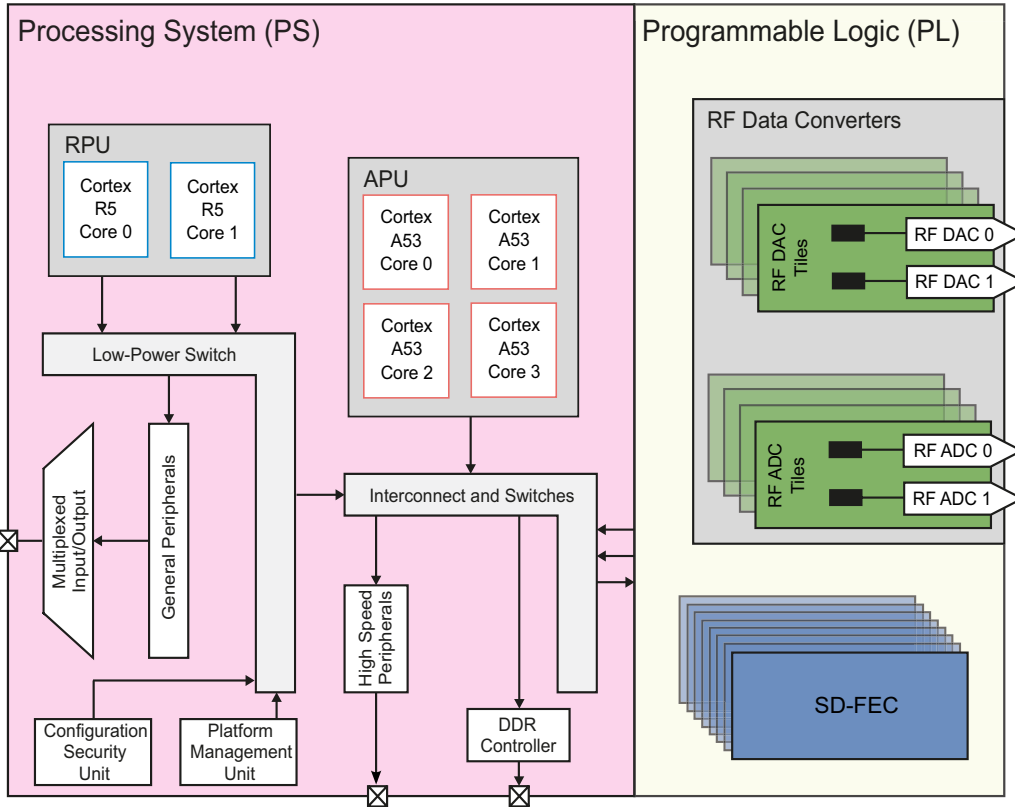 Processing System (PS)
Programmable Logic (PL)
RPU
Cortex
R5
Core 0
Cortex
R5
Core 1
APU
Cortex
A53
Core 0
Cortex
A53
Core 1
Cortex
A53
Core 2
Cortex
A53
Core 3
Low-Power Switch
Interconnect and Switches
Multiplexed
Input/Output
General Peripherals
High Speed
Peripherals
Configuration
Security
Unit
Platform
Management
Unit
DDR
Controller
RF Data Converters
RF DAC
Tiles
RF DAC 0
RF DAC 1
RF ADC
Tiles
RF ADC 0
RF ADC 1
SD-FEC